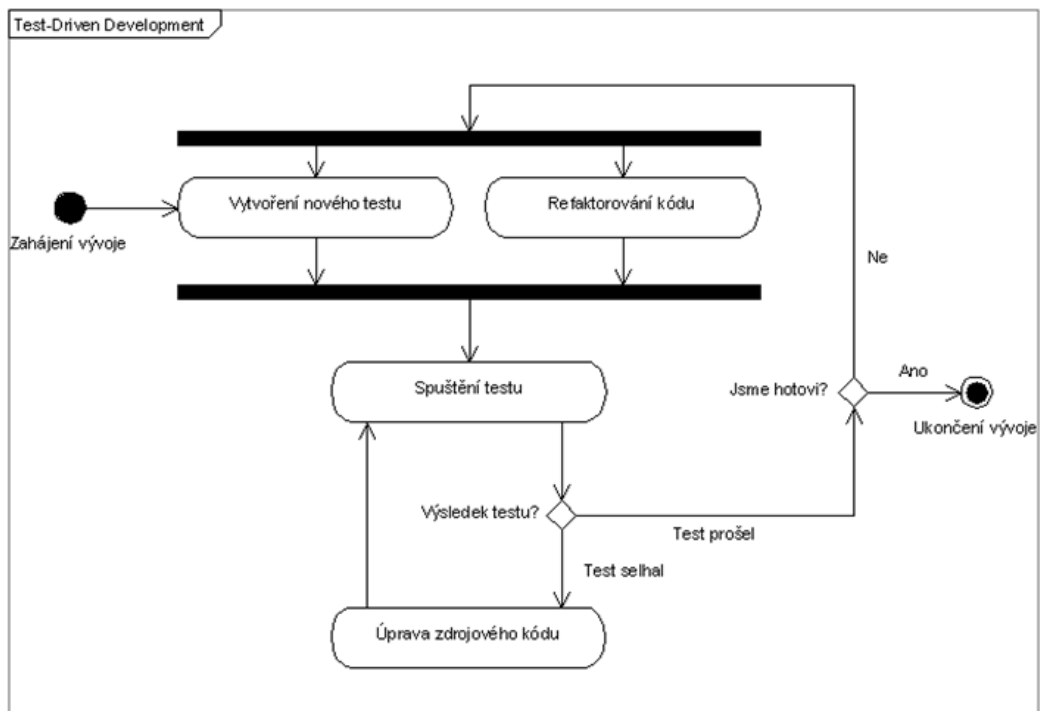 Test-Driven Development
Vytvoření nového testu
Refaktorování kódu
Zahájení vývoje
Ne
Spuštění testu
Jsme hotovi?
Ano
Ukončení vývoje
Výsledek testu?
Test prošel
Test selhal
Úprava zdrojového kódu